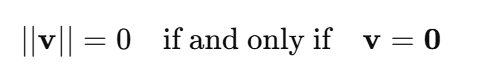 ||v|| = 0 if and only if v = 0